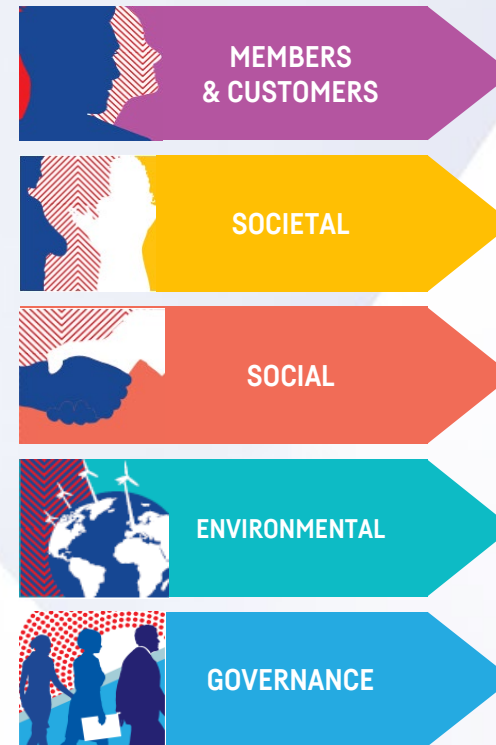 MEMBERS
& CUSTOMERS
SOCIETAL
SOCIAL
ENVIRONMENTAL
GOVERNANCE